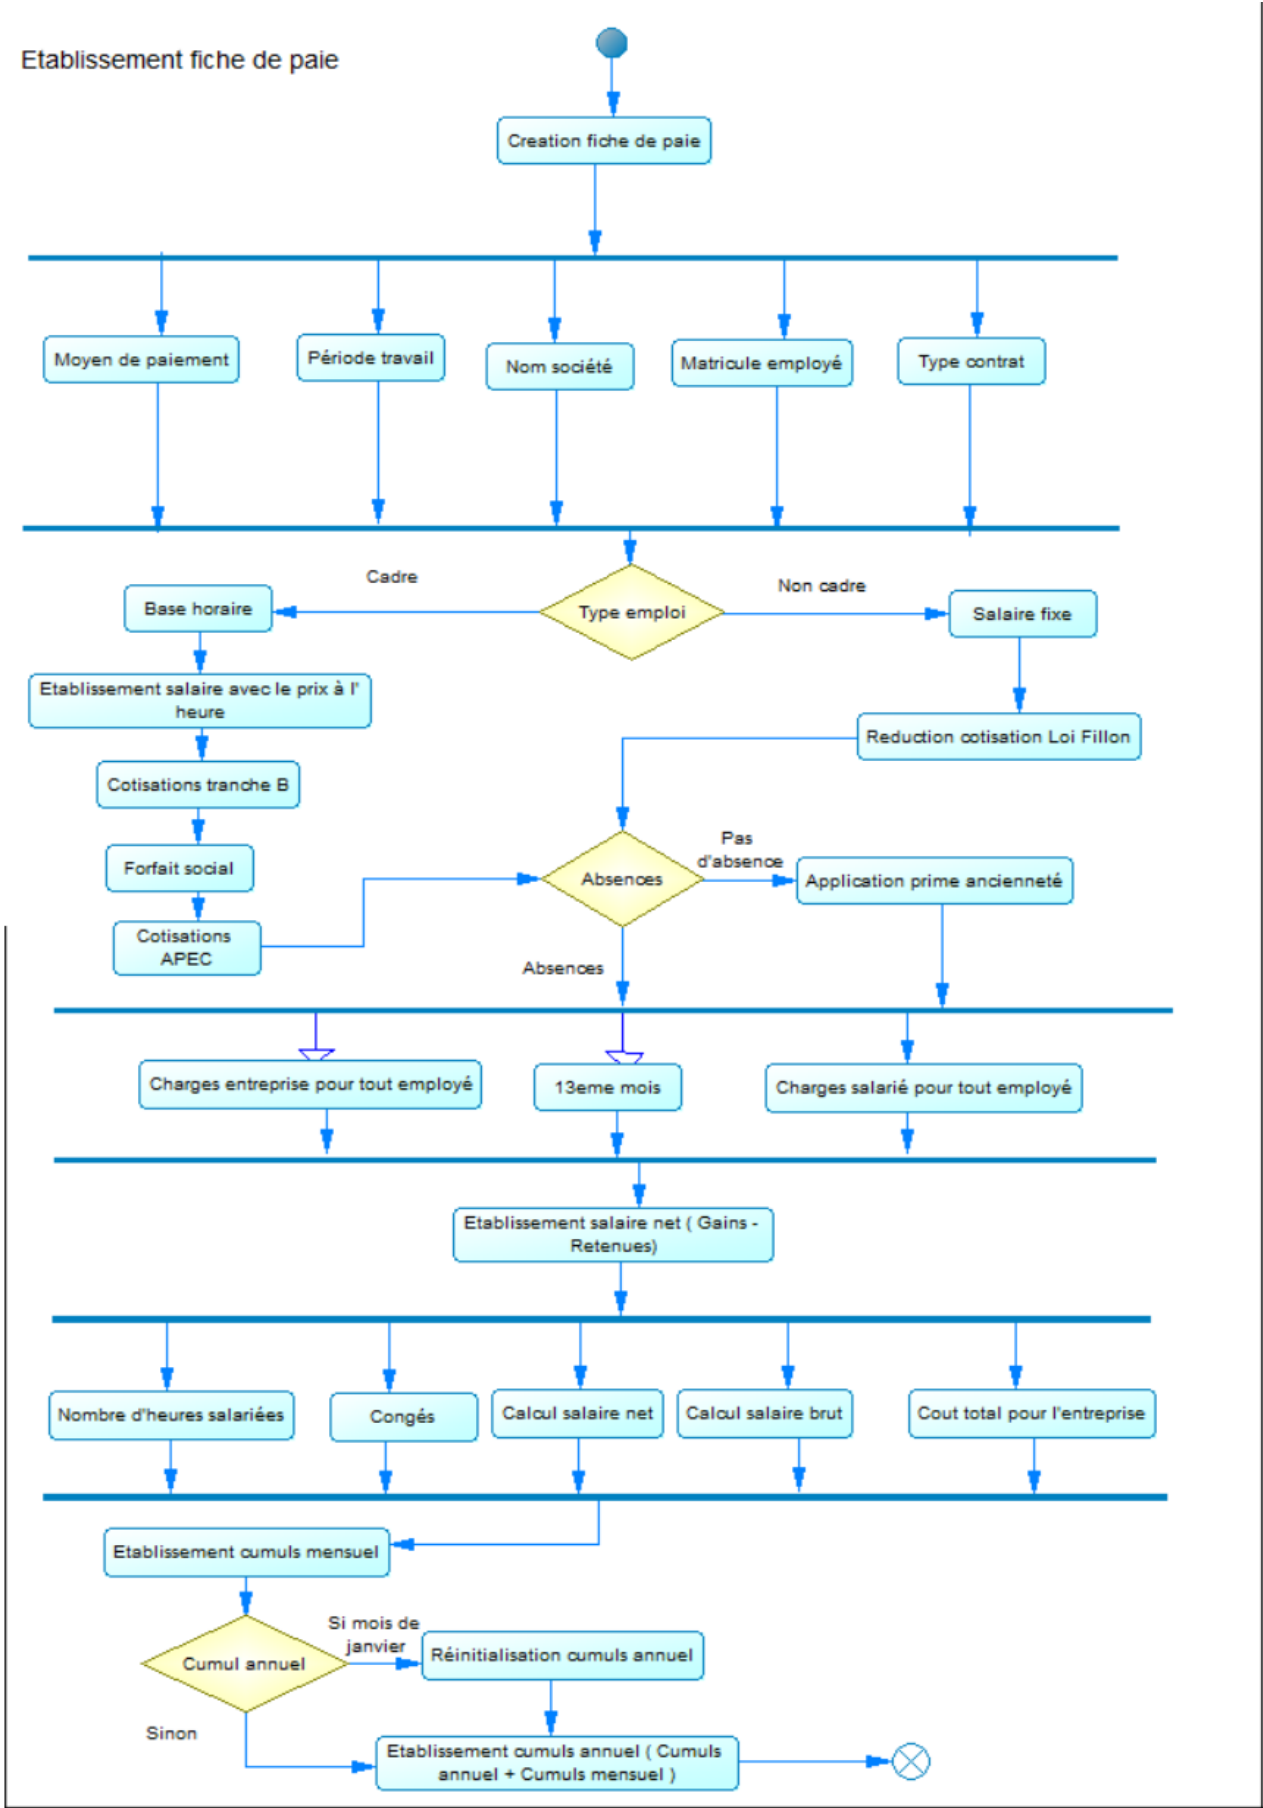 Etablissement fiche de paie
Creation fiche de paie
Moyen de paiement
Période travail
Nom société
Matricule employé
Type contrat
Cadre
Type emploi
Non cadre
Base horaire
Salaire fixe
Etablissement salaire avec le prix à l'
heure
Reduction cotisation Loi Fillon
Cotisations tranche B
Forfait social
Absences
Pas
d'absence
Application prime ancienneté
Cotisations
APEC
Absences
Charges entreprise pour tout employé
13eme mois
Charges salarié pour tout employé
Etablissement salaire net ( Gains -
Retenues)
Nombre d'heures salariées
Congés
Calcul salaire net
Calcul salaire brut
Cout total pour l'entreprise
Etablissement cumuls mensuel
Cumul annuel
Si mois de
janvier
Réinitialisation cumuls annuel
Sinon
Etablissement cumuls annuel ( Cumuls
annuel + Cumuls mensuel )